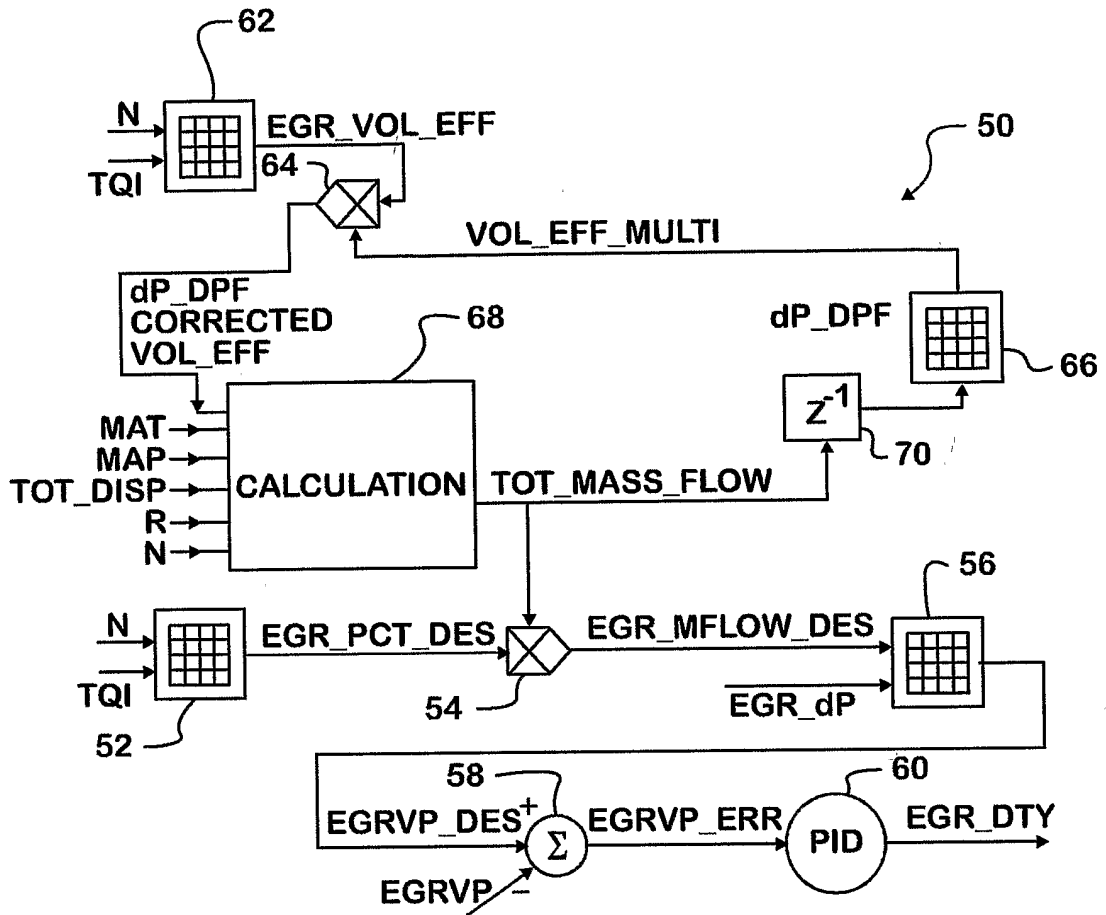 62
N
EGR_VOL_EFF
50
64
TQI
VOL_EFF_MULTI
dP_DPF
CORRECTED
VOL_EFF
68
dP_DPF
66
Z-1
70
MAT
MAP
TOT_DISP
R
N
CALCULATION
TOT_MASS_FLOW
56
N
EGR_PCT_DES
EGR_MFLOW_DES
TQI
54
EGR_dP
52
58
60
EGRVP_DES
+
Σ
EGRVP_ERR
PID
EGR_DTY
EGRVP
−